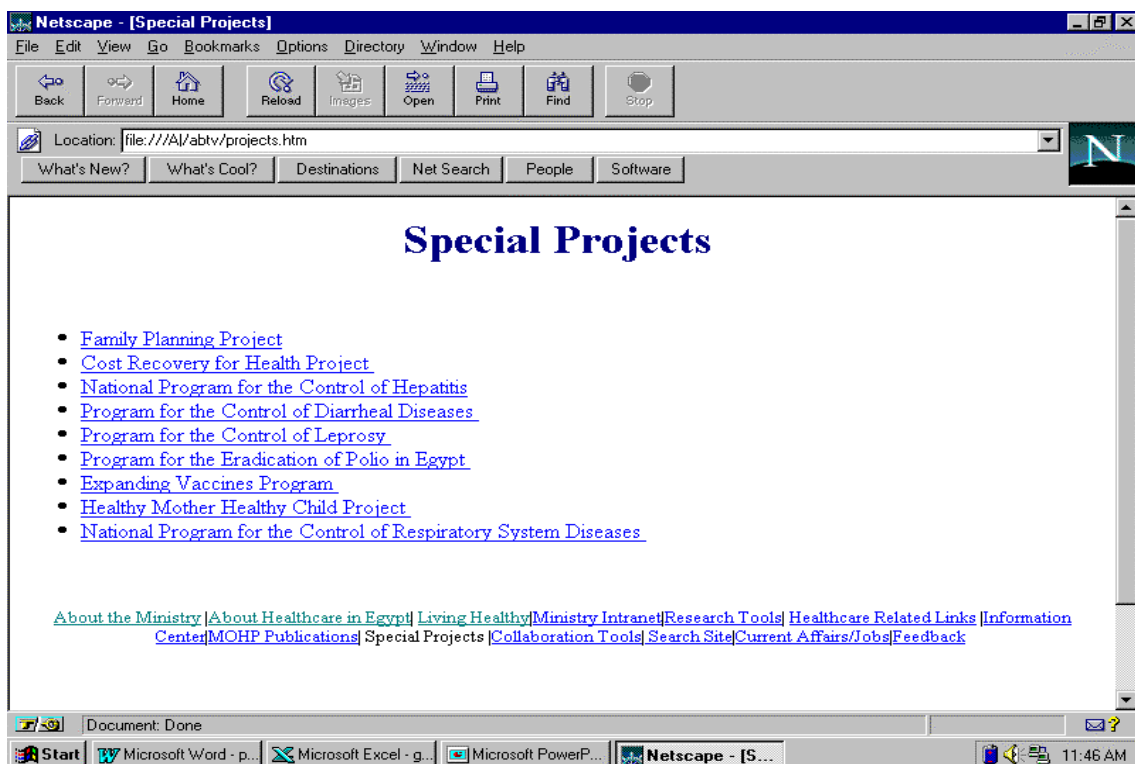 Netscape - [Special Projects]
File Edit View Go Bookmarks Options Directory Window Help
Back Forward Home Reload Images Open Print Find Stop
Location: file:///A|/abtv/projects.htm
N
What's New? What's Cool? Destinations Net Search People Software
Special Projects
• Family Planning Project
• Cost Recovery for Health Project
• National Program for the Control of Hepatitis
• Program for the Control of Diarrheal Diseases
• Program for the Control of Leprosy
• Program for the Eradication of Polio in Egypt
• Expanding Vaccines Program
• Healthy Mother Healthy Child Project
• National Program for the Control of Respiratory System Diseases
About the Ministry |About Healthcare in Egypt| Living Healthy|Ministry Intranet|Research Tools| Healthcare Related Links |Information
Center|MOHP Publications| Special Projects |Collaboration Tools| Search Site|Current Affairs/Jobs|Feedback
Document: Done
Start Microsoft Word - p... Microsoft Excel - g... Microsoft PowerP... Netscape - [S... 11:46 AM